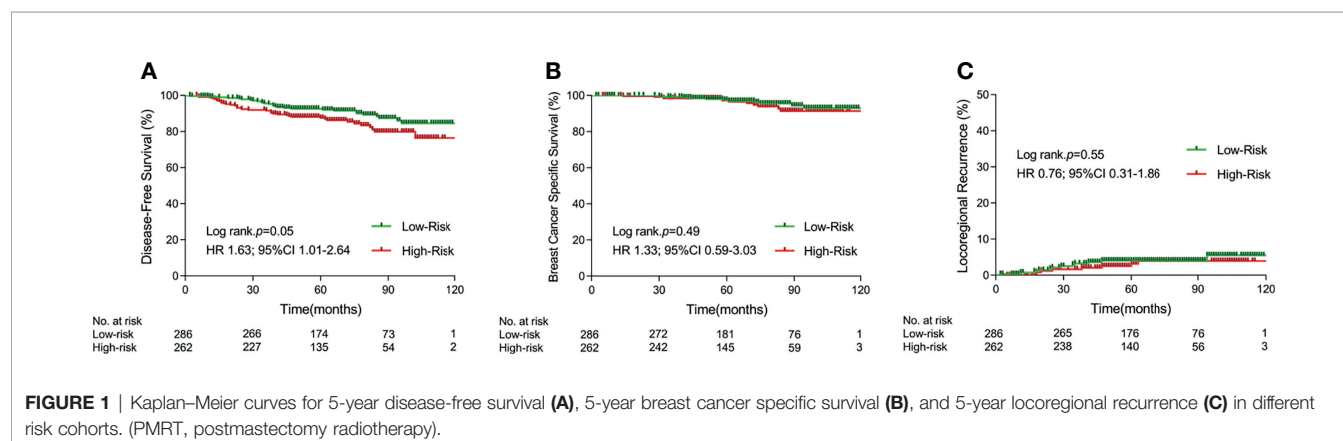 A
Disease-Free Survival (%)
100
80
60
40
20
0
Log rank.p=0.05
HR 1.63; 95%CI 1.01-2.64
Low-Risk
High-Risk
0 30 60 90 120
Time(months)
No. at risk
Low-risk 286 266 174 73 1
High-risk 262 227 135 54 2
B
Breast Cancer Specific Survival (%)
100
80
60
40
20
0
Log rank.p=0.49
HR 1.33; 95%CI 0.59-3.03
Low-Risk
High-Risk
0 30 60 90 120
Time(months)
No. at risk
Low-risk 286 272 181 76 1
High-risk 262 242 145 59 3
C
Locoregional Recurrence (%)
50
40
30
20
10
0
Log rank.p=0.55
HR 0.76; 95%CI 0.31-1.86
Low-Risk
High-Risk
0 30 60 90 120
Time(months)
No. at risk
Low-risk 286 265 176 76 1
High-risk 262 238 140 56 3
FIGURE 1 | Kaplan–Meier curves for 5-year disease-free survival (A), 5-year breast cancer specific survival (B), and 5-year locoregional recurrence (C) in different
risk cohorts. (PMRT, postmastectomy radiotherapy).